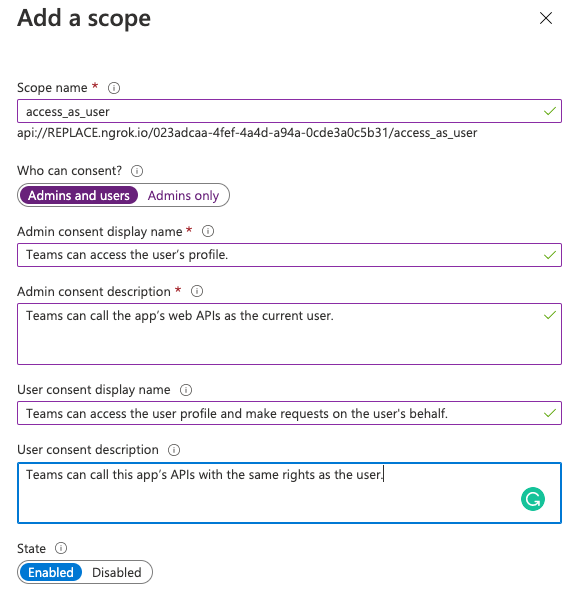 Add a scope
Scope name *
access_as_user
api://REPLACE.ngrok.io/023adcaa-4fef-4a4d-a94a-0cde3a0c5b31/access_as_user
Who can consent?
Admins and users Admins only
Admin consent display name *
Teams can access the user’s profile.
Admin consent description *
Teams can call the app’s web APIs as the current user.
User consent display name
Teams can access the user profile and make requests on the user's behalf.
User consent description
Teams can call this app’s APIs with the same rights as the user.
State
Enabled Disabled